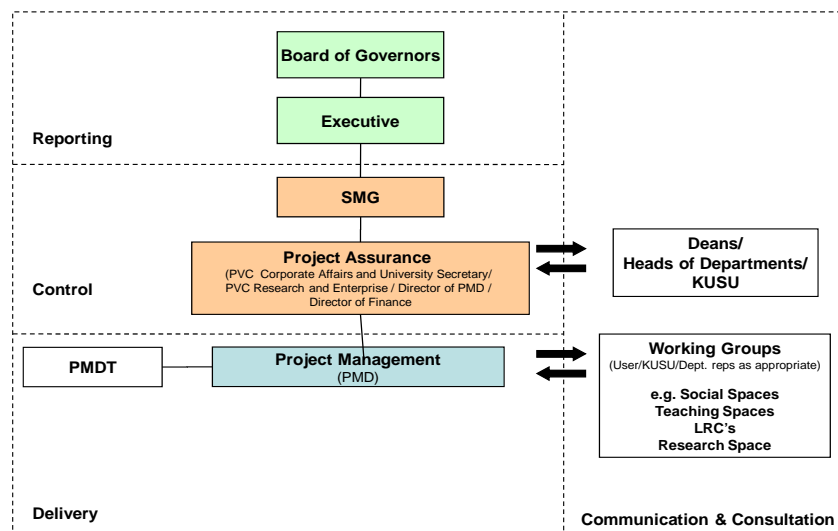 Board of Governors
Executive
Reporting
SMG
Project Assurance
(PVC Corporate Affairs and University Secretary/
PVC Research and Enterprise / Director of PMD /
Director of Finance
Control
Deans/
Heads of Departments/
KUSU
PMDT
Project Management
(PMD)
Working Groups
(User/KUSU/Dept. reps as appropriate)
e.g. Social Spaces
Teaching Spaces
LRC's
Research Space
Delivery
Communication & Consultation